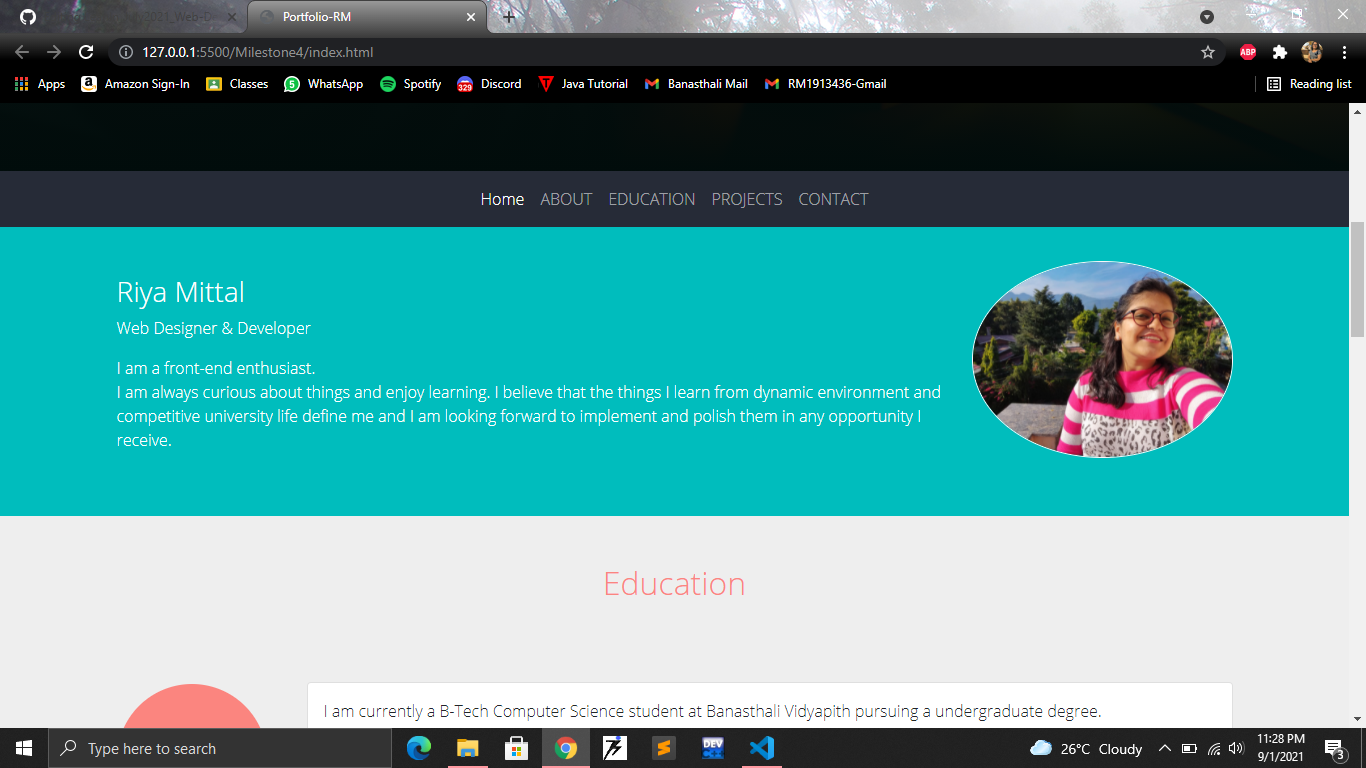 2021_Web-D
Portfolio-RM
127.0.0.1:5500/Milestone4/index.html
ABP
Apps
Amazon Sign-In
Classes
5
WhatsApp
Spotify
329
Discord
Java Tutorial
Banasthali Mail
RM1913436-Gmail
Reading list
Home ABOUT EDUCATION PROJECTS CONTACT
Riya Mittal
Web Designer & Developer
I am a front-end enthusiast.
I am always curious about things and enjoy learning. I believe that the things I learn from dynamic environment and
competitive university life define me and I am looking forward to implement and polish them in any opportunity I
receive.
Education
I am currently a B-Tech Computer Science student at Banasthali Vidyapith pursuing a undergraduate degree.
Type here to search
DEV
26°C Cloudy
11:28 PM
9/1/2021
3